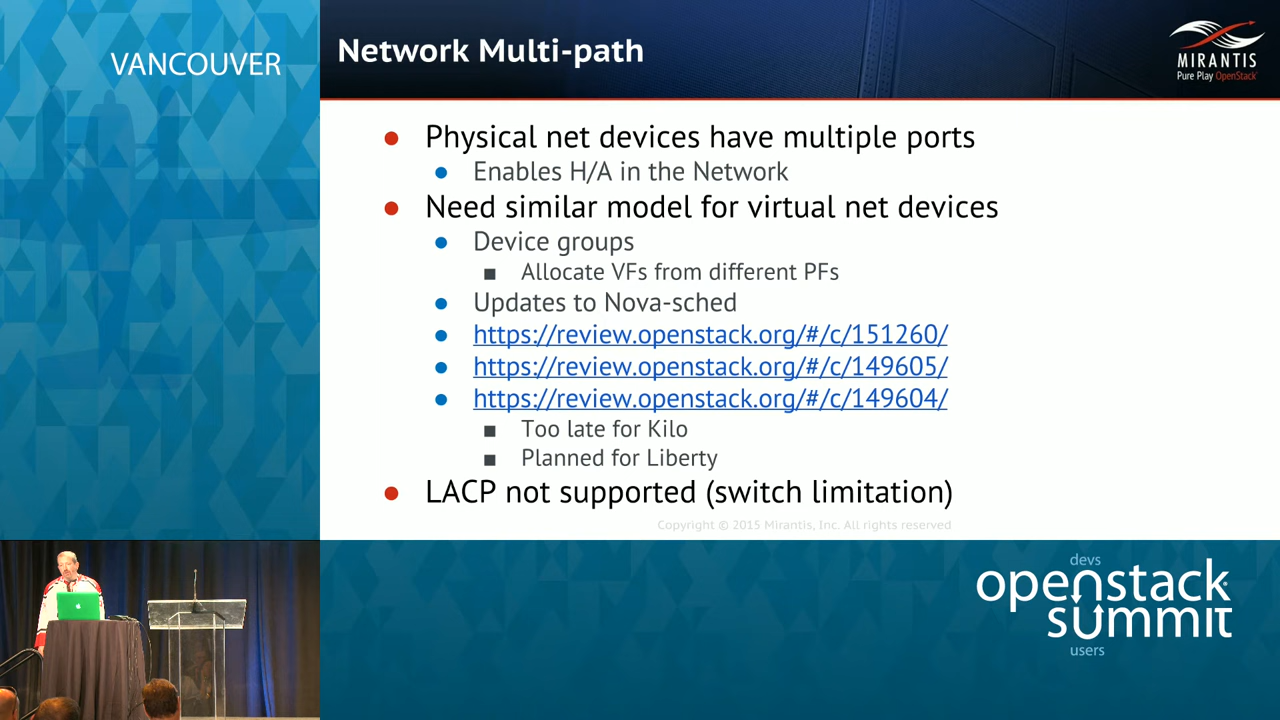 VANCOUVER
Network Multi-path
MIRANTIS
Pure Play OpenStack
Physical net devices have multiple ports
Enables H/A in the Network
Need similar model for virtual net devices
Device groups
Allocate VFs from different PFs
Updates to Nova-sched
https://review.openstack.org/#/c/151260/
https://review.openstack.org/#/c/149605/
https://review.openstack.org/#/c/149604/
Too late for Kilo
Planned for Liberty
LACP not supported (switch limitation)
Copyright © 2015 Mirantis, Inc. All rights reserved
devs
openstack
summit
users